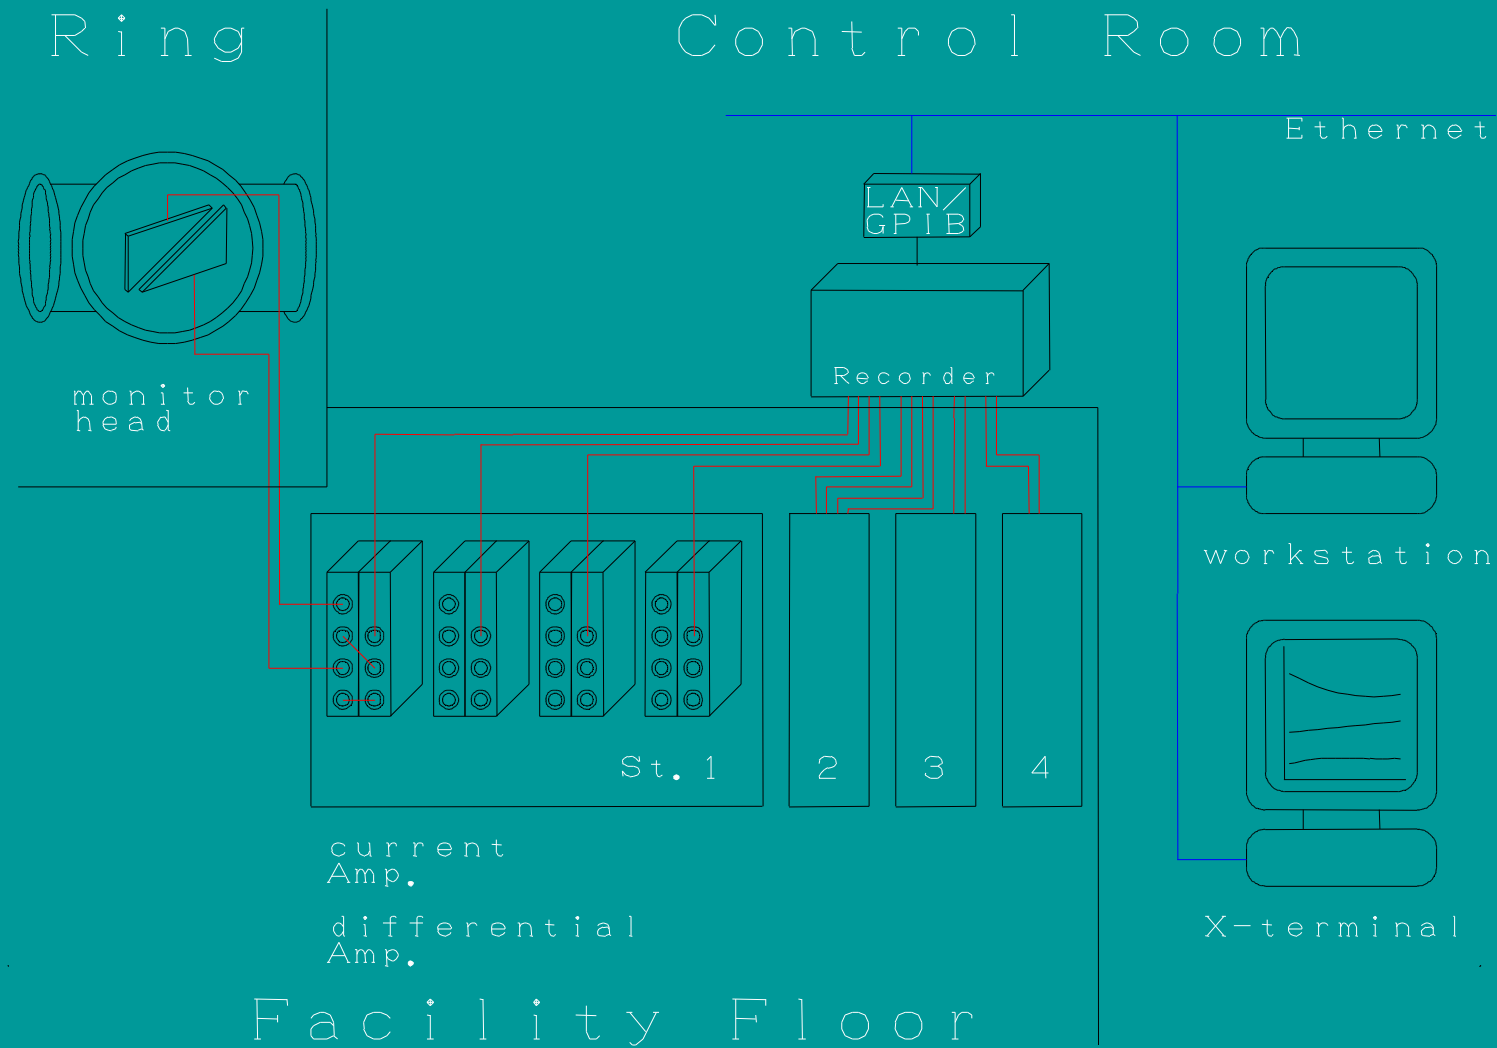 Ring
Control Room
Ethernet
LAN/
GPIB
Recorder
monitor
head
workstation
St. 1
2
3
4
current
Amp.
differential
Amp.
X-terminal
Facility Floor